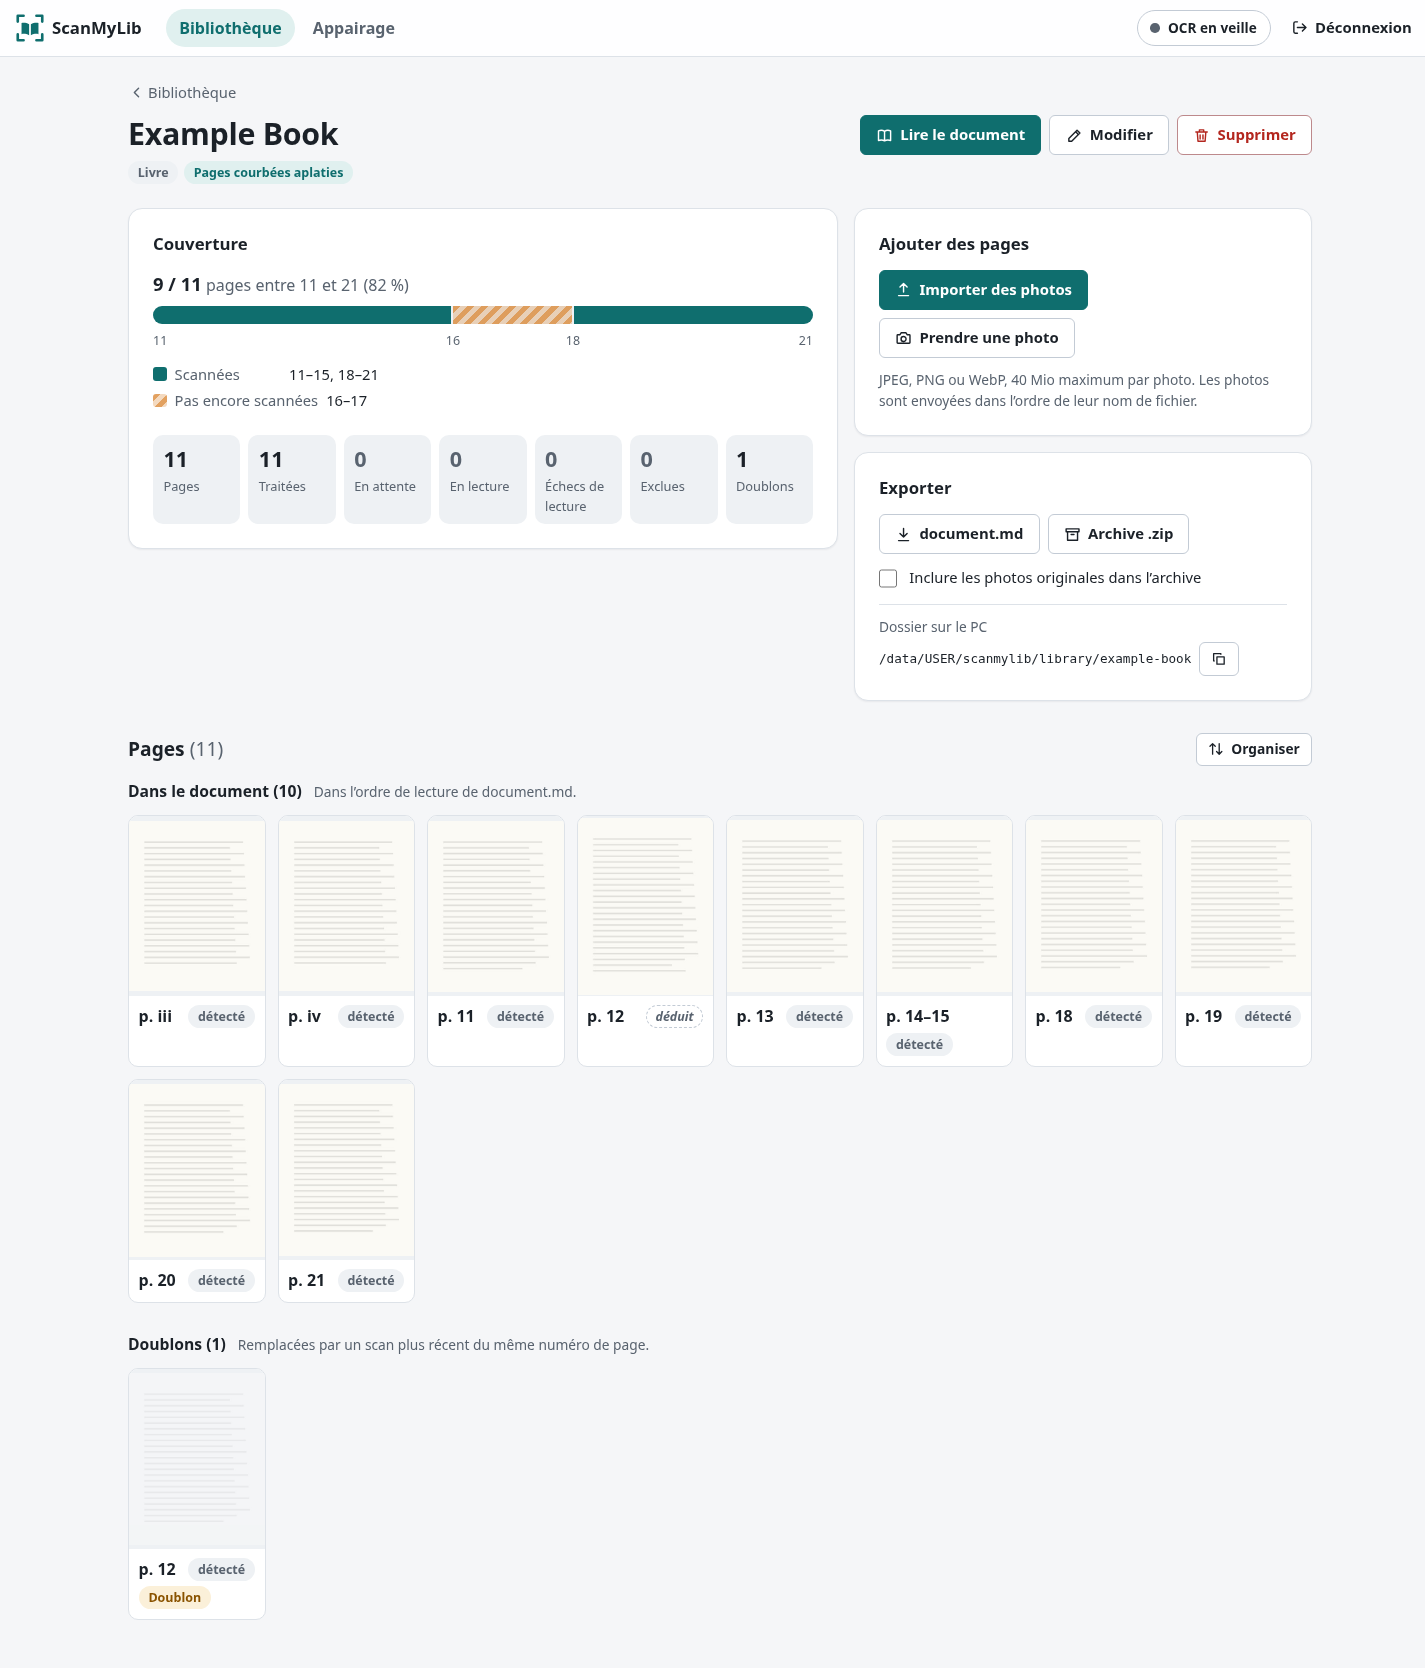 ScanMyLib
Bibliothèque
Appairage
OCR en veille
Déconnexion
Bibliothèque
Example Book
Lire le document
Modifier
Supprimer
Livre
Pages courbées aplaties
Couverture
9 / 11 pages entre 11 et 21 (82 %)
11 16 18 21
Scannées 11–15, 18–21
Pas encore scannées 16–17
11
Pages
11
Traitées
0
En attente
0
En lecture
0
Échecs de
lecture
0
Exclues
1
Doublons
Ajouter des pages
Importer des photos
Prendre une photo
JPEG, PNG ou WebP, 40 Mio maximum par photo. Les photos
sont envoyées dans l’ordre de leur nom de fichier.
Exporter
document.md
Archive .zip
Inclure les photos originales dans l’archive
Dossier sur le PC
/data/USER/scanmylib/library/example-book
Pages (11)
Organiser
Dans le document (10) Dans l’ordre de lecture de document.md.
p. iii détecté
p. iv détecté
p. 11 détecté
p. 12 déduit
p. 13 détecté
p. 14–15
détecté
p. 18 détecté
p. 19 détecté
p. 20 détecté
p. 21 détecté
Doublons (1) Remplacées par un scan plus récent du même numéro de page.
p. 12 détecté
Doublon